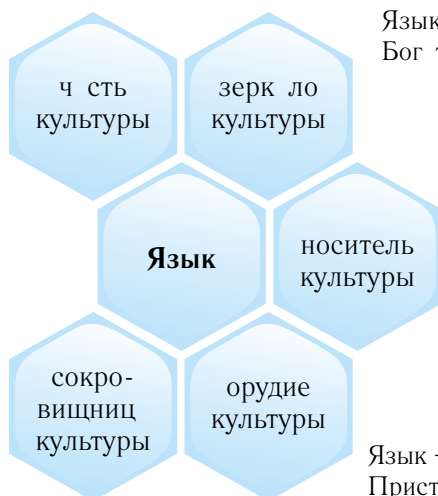 Язык
Бог
ч сть
культуры
зерк ло
культуры
Язык
носитель
культуры
сокро-
вищниц
культуры
орудие
культуры
Язык -
Прист